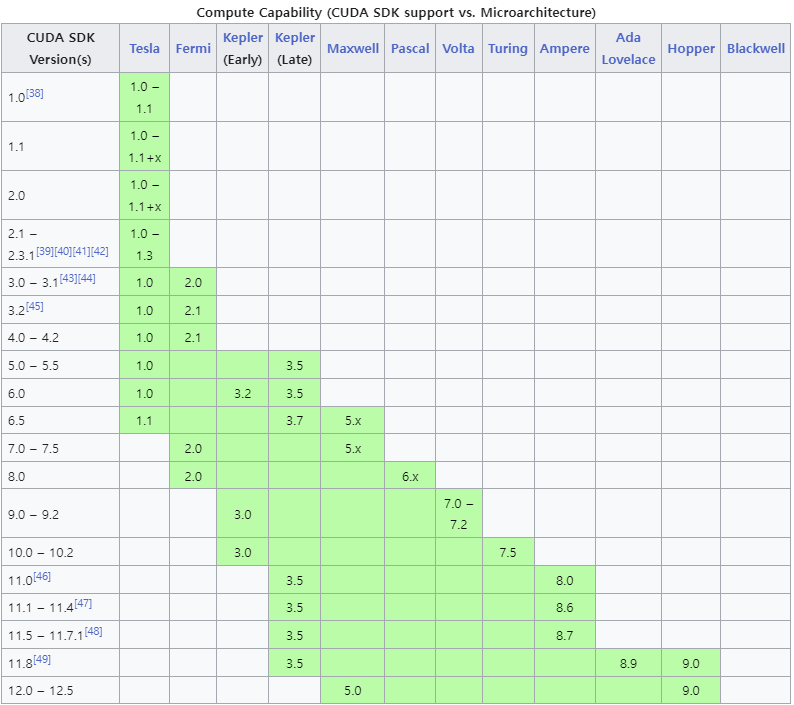 Compute Capability (CUDA SDK support vs. Microarchitecture)
CUDA SDK Version(s) Tesla Fermi Kepler (Early) Kepler (Late) Maxwell Pascal Volta Turing Ampere Ada Lovelace Hopper Blackwell
1.0[38] 1.0 – 1.1
1.1 1.0 – 1.1+x
2.0 1.0 – 1.1+x
2.1 – 2.3.1[39][40][41][42] 1.0 – 1.3
3.0 – 3.1[43][44] 1.0 2.0
3.2[45] 1.0 2.1
4.0 – 4.2 1.0 2.1
5.0 – 5.5 1.0 3.5
6.0 1.0 3.2 3.5
6.5 1.1 3.7 5.x
7.0 – 7.5 2.0 5.x
8.0 2.0 6.x
9.0 – 9.2 3.0 7.0 – 7.2
10.0 – 10.2 3.0 7.5
11.0[46] 3.5 8.0
11.1 – 11.4[47] 3.5 8.6
11.5 – 11.7.1[48] 3.5 8.7
11.8[49] 3.5 8.9 9.0
12.0 – 12.5 5.0 9.0